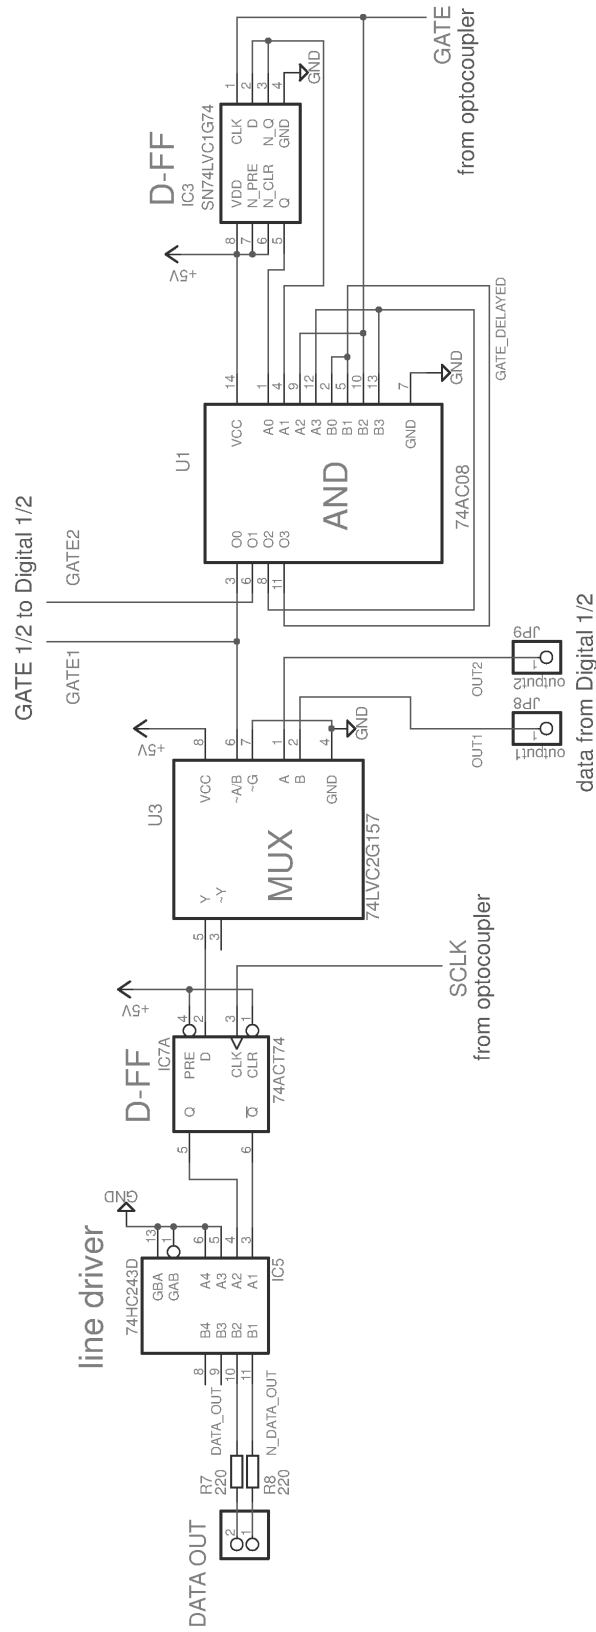 GATE
from optocoupler
D-FF
IC3
SN74LVC1G74
1
2
3
4
GND
CLK
D
N_Q
GND
VDD
N_PRE
N_CLR
Q
8
7
6
5
+5V
GATE_DELAYED
14
1
4
9
12
2
5
10
13
7
GND
U1
VCC
A0
A1
A2
A3
B0
B1
B2
B3
GND
AND
74AC08
O0
O1
O2
O3
3
6
8
11
GATE 1/2 to Digital 1/2
GATE2
GATE1
OUT2
OUT1
JP9
1
output2
JP8
1
output1
data from Digital 1/2
+5V
8
6
7
1
2
4
GND
U3
VCC
~A/B
~G
A
B
GND
MUX
Y
~Y
74LVC2G157
5
3
SCLK
from optocoupler
+5V
4
2
3
1
D-FF
IC7A
PRE
D
CLK
CLR
Q
Q
74ACT74
5
6
GND
line driver
74HC243D
13
1
6
5
4
3
GBA
GAB
A4
A3
A2
A1
B4
B3
B2
B1
IC5
8
9
10
11
DATA_OUT
N_DATA_OUT
R7
220
R8
220
DATA OUT
2
1